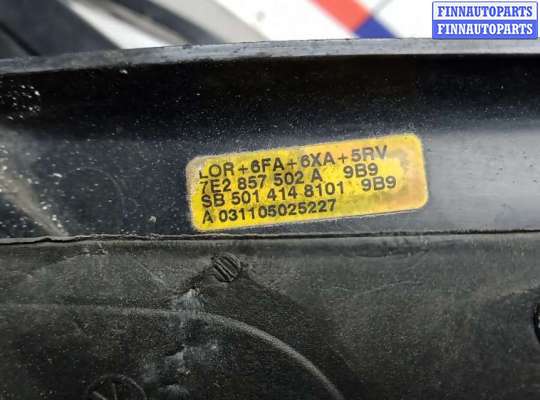 FINNAUTOPARTS
FINNAUTOPARTS
LOR+6FA+6XA+5RV
7E2 857 502 A 9B9
SB 501 414 8101 9B9
A 031105025227